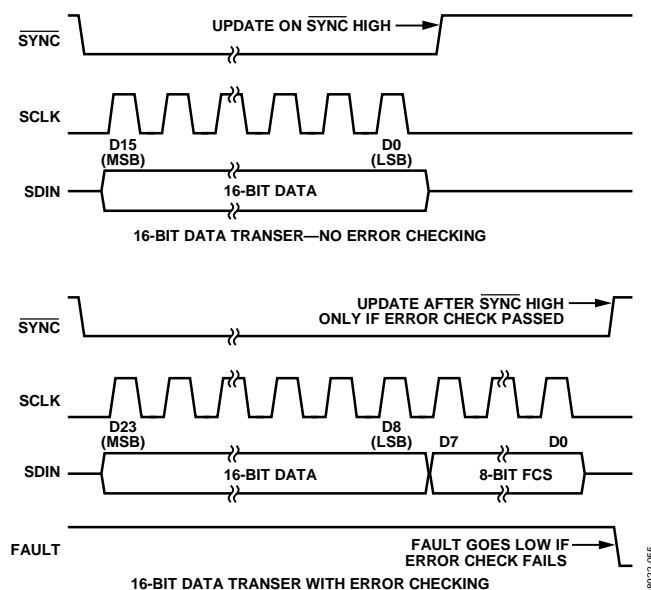 UPDATE ON SYNC HIGH
SYNC
SCLK
D15
(MSB)
D0
(LSB)
SDIN
16-BIT DATA
16-BIT DATA TRANSER—NO ERROR CHECKING
UPDATE AFTER SYNC HIGH
ONLY IF ERROR CHECK PASSED
SYNC
SCLK
D23
(MSB)
D8
(LSB)
D7
D0
SDIN
16-BIT DATA
8-BIT FCS
FAULT
FAULT GOES LOW IF
ERROR CHECK FAILS
16-BIT DATA TRANSER WITH ERROR CHECKING